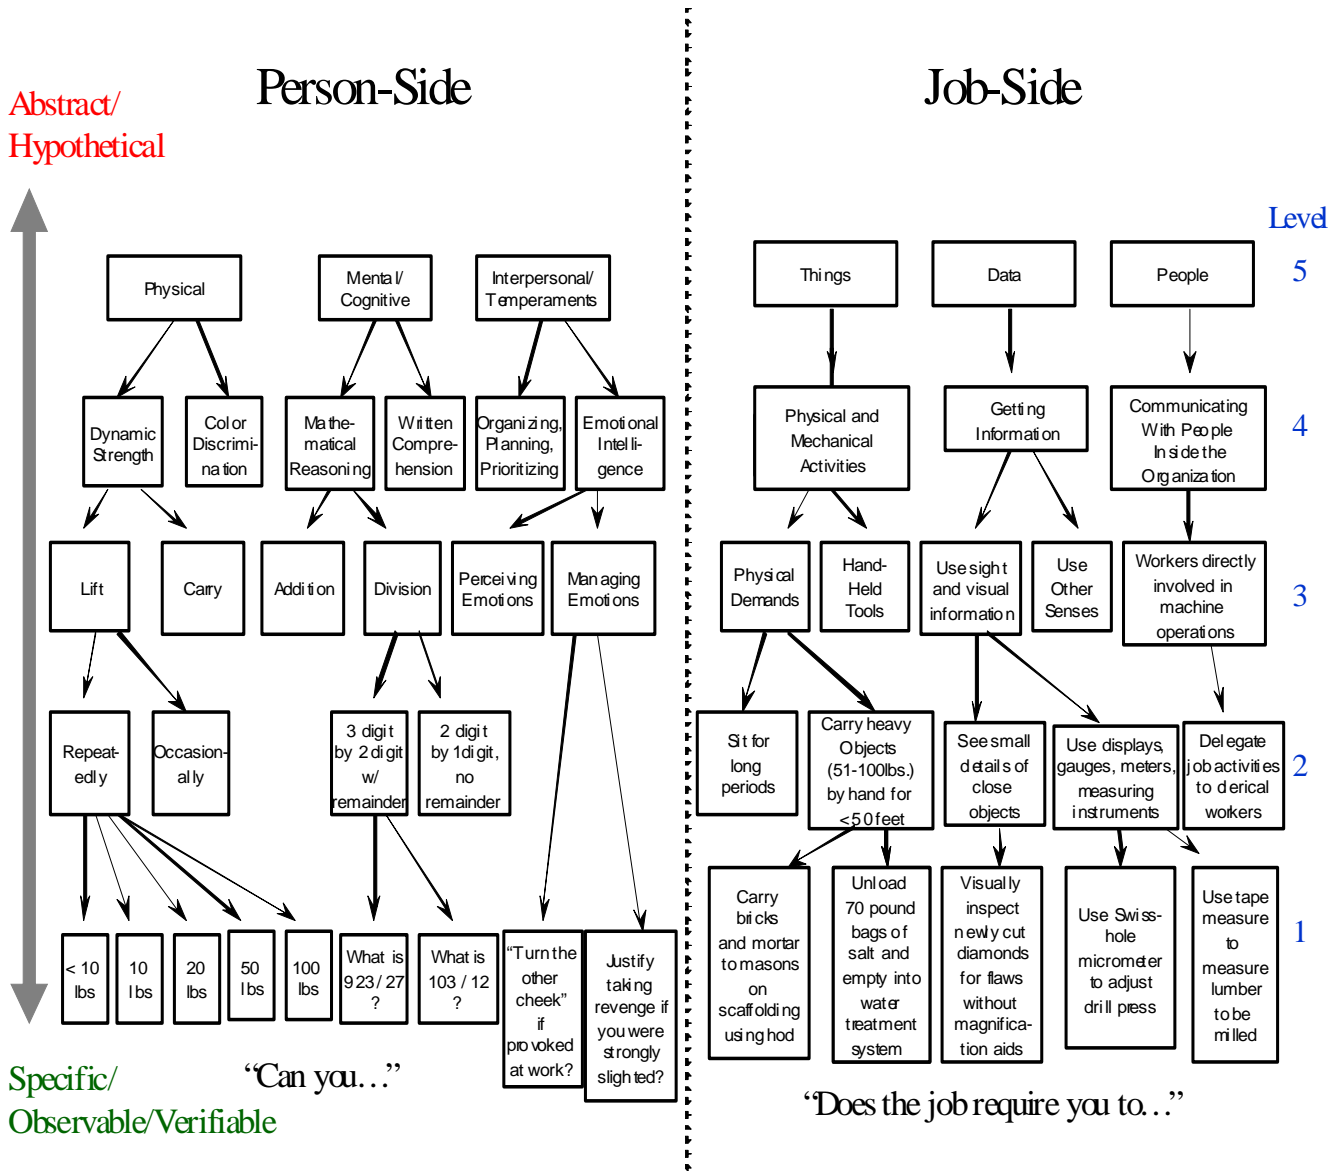 Person-Side
Job-Side
Abstract/
Hypothetical
Level
Physical
Mental/
Cognitive
Interpersonal/
Temperaments
Things
Data
People
5
Dynamic
Strength
Color
Discrimi-
nation
Mathe-
matical
Reasoning
Written
Compre-
hension
Organizing,
Planning,
Prioritizing
Emotional
Intelli-
gence
Physical and
Mechanical
Activities
Getting
Information
Communicating
With People
Inside the
Organization
4
Lift
Carry
Addition
Division
Perceiving
Emotions
Managing
Emotions
Physical
Demands
Hand-
Held
Tools
Use sight
and visual
information
Use
Other
Senses
Workers directly
involved in
machine
operations
3
Repeat-
edly
Occasion-
ally
3 digit
by 2 digit
w/
remainder
2 digit
by 1 digit,
no
remainder
Sit for
long
periods
Carry heavy
Objects
(51-100lbs.)
by hand for
<50 feet
See small
details of
close
objects
Use displays,
gauges, meters,
measuring
instruments
Delegate
job activities
to clerical
workers
2
< 10
lbs
10
lbs
20
lbs
50
lbs
100
lbs
What is
923/27
?
What is
103/12
?
“Turn the
other
cheek”
if
provoked
at work?
Justify
taking
revenge if
you were
strongly
slighted?
Carry
bricks
and mortar
to masons
on
scaffolding
using hod
Unload
70 pound
bags of
salt and
empty into
water
treatment
system
Visually
inspect
newly cut
diamonds
for flaws
without
magnifica-
tion aids
Use Swiss-
hole
micrometer
to adjust
drill press
Use tape
measure
to
measure
lumber
to be
milled
1
Specific/
Observable/Verifiable
“Can you…”
“Does the job require you to…”